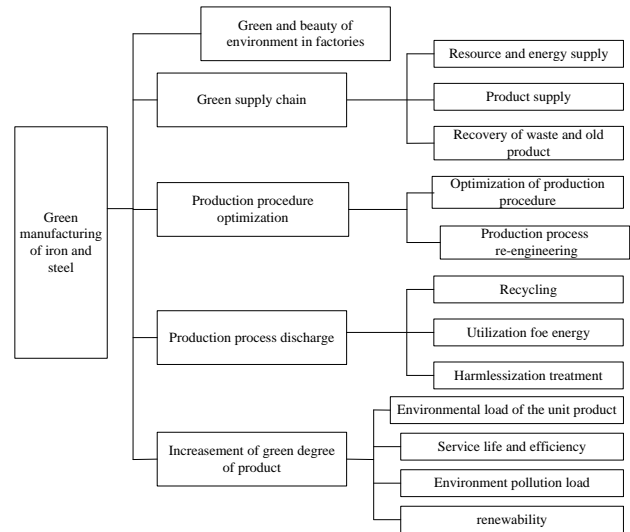 Green and beauty of
environment in factories
Resource and energy supply
Green supply chain
Product supply
Recovery of waste and old
product
Green
manufacturing
of iron and
steel
Production procedure
optimization
Optimization of production
procedure
Production process
re-engineering
Recycling
Production process discharge
Utilization foe energy
Harmlessization treatment
Environmental load of the unit product
Increasement of green degree
of product
Service life and efficiency
Environment pollution load
renewability